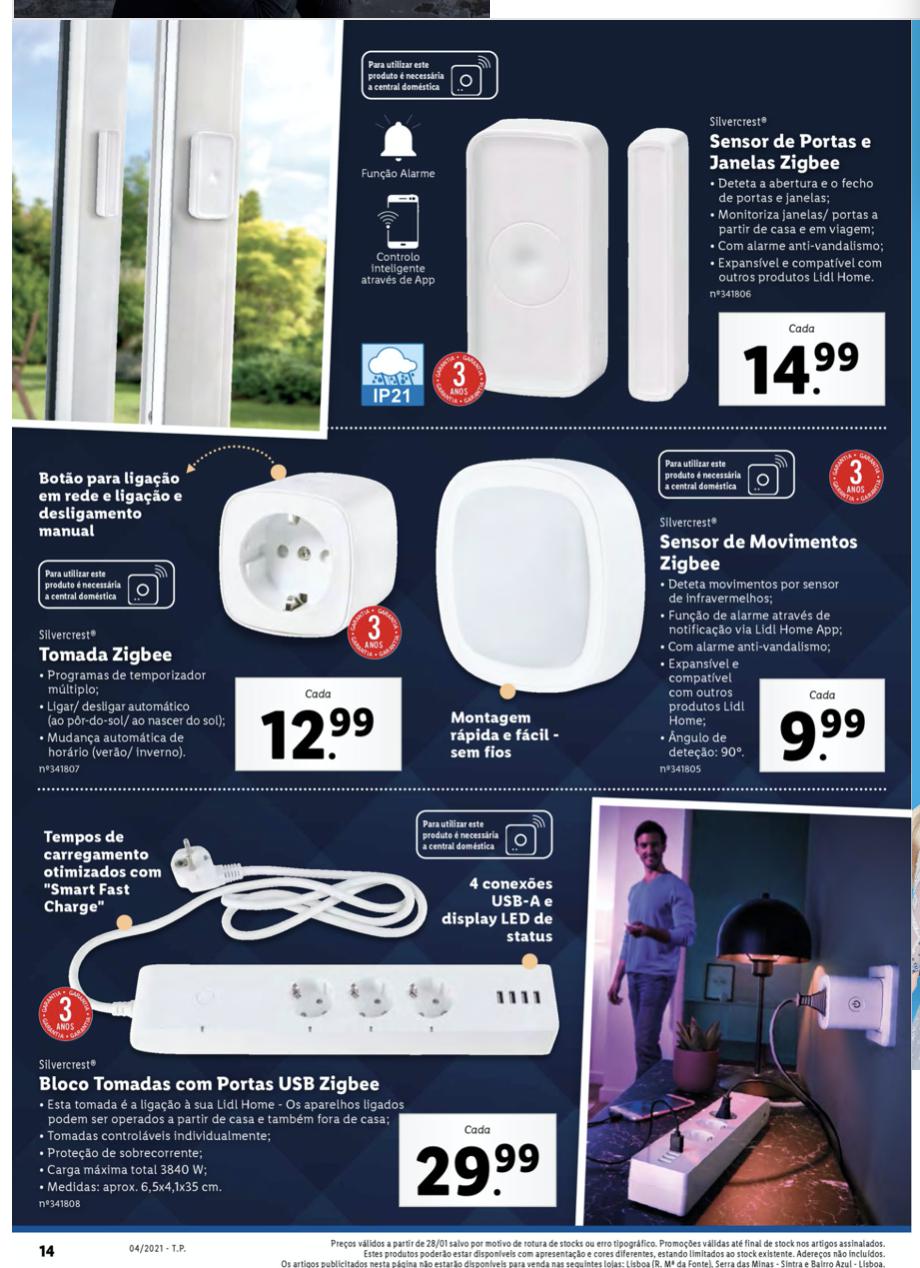 Para utilizar este
produto é necessária
a central doméstica
Função Alarme
Controlo
inteligente
através de App
IP21
GARANTIA • GARANTIA • GARANTIA •
3
ANOS
Silvercrest®
Sensor de Portas e
Janelas Zigbee
• Deteta a abertura e o fecho
de portas e janelas;
• Monitoriza janelas/ portas a
partir de casa e em viagem;
• Com alarme anti-vandalismo;
• Expansível e compatível com
outros produtos Lidl Home.
nº341806
Cada
14.99
Botão para ligação
em rede e ligação e
desligamento
manual
Para utilizar este
produto é necessária
a central doméstica
Silvercrest®
Tomada Zigbee
• Programas de temporizador
múltiplo;
• Ligar/ desligar automático
(ao pôr-do-sol/ ao nascer do sol);
• Mudança automática de
horário (verão/ inverno).
nº341807
GARANTIA • GARANTIA • GARANTIA •
3
ANOS
Cada
12.99
Montagem
rápida e fácil -
sem fios
Para utilizar este
produto é necessária
a central doméstica
GARANTIA • GARANTIA • GARANTIA •
3
ANOS
Silvercrest®
Sensor de Movimentos
Zigbee
• Deteta movimentos por sensor
de infravermelhos;
• Função de alarme através de
notificação via Lidl Home App;
• Com alarme anti-vandalismo;
• Expansível e
compatível
com outros
produtos Lidl
Home;
• Ângulo de
deteção: 90°.
nº341805
Cada
9.99
Tempos de
carregamento
otimizados com
"Smart Fast
Charge"
Para utilizar este
produto é necessária
a central doméstica
4 conexões
USB-A e
display LED de
status
GARANTIA • GARANTIA • GARANTIA •
3
ANOS
Silvercrest®
Bloco Tomadas com Portas USB Zigbee
• Esta tomada é a ligação à sua Lidl Home - Os aparelhos ligados
podem ser operados a partir de casa e também fora de casa;
• Tomadas controláveis individualmente;
• Proteção de sobrecorrente;
• Carga máxima total 3840 W;
• Medidas: aprox. 6,5x4,1x35 cm.
nº341808
Cada
29.99
14
04/2021 - T.P.
Preços válidos a partir de 28/01 salvo por motivo de rotura de stocks ou erro tipográfico. Promoções válidas até final de stock nos artigos assinalados.
Estes produtos poderão estar disponíveis com apresentação e cores diferentes, estando limitados ao stock existente. Adereços não incluídos.
Os artigos publicitados nesta página não estarão disponíveis para venda nas seguintes lojas: Lisboa (R. Mª da Fonte), Serra das Minas - Sintra e Bairro Azul - Lisboa.